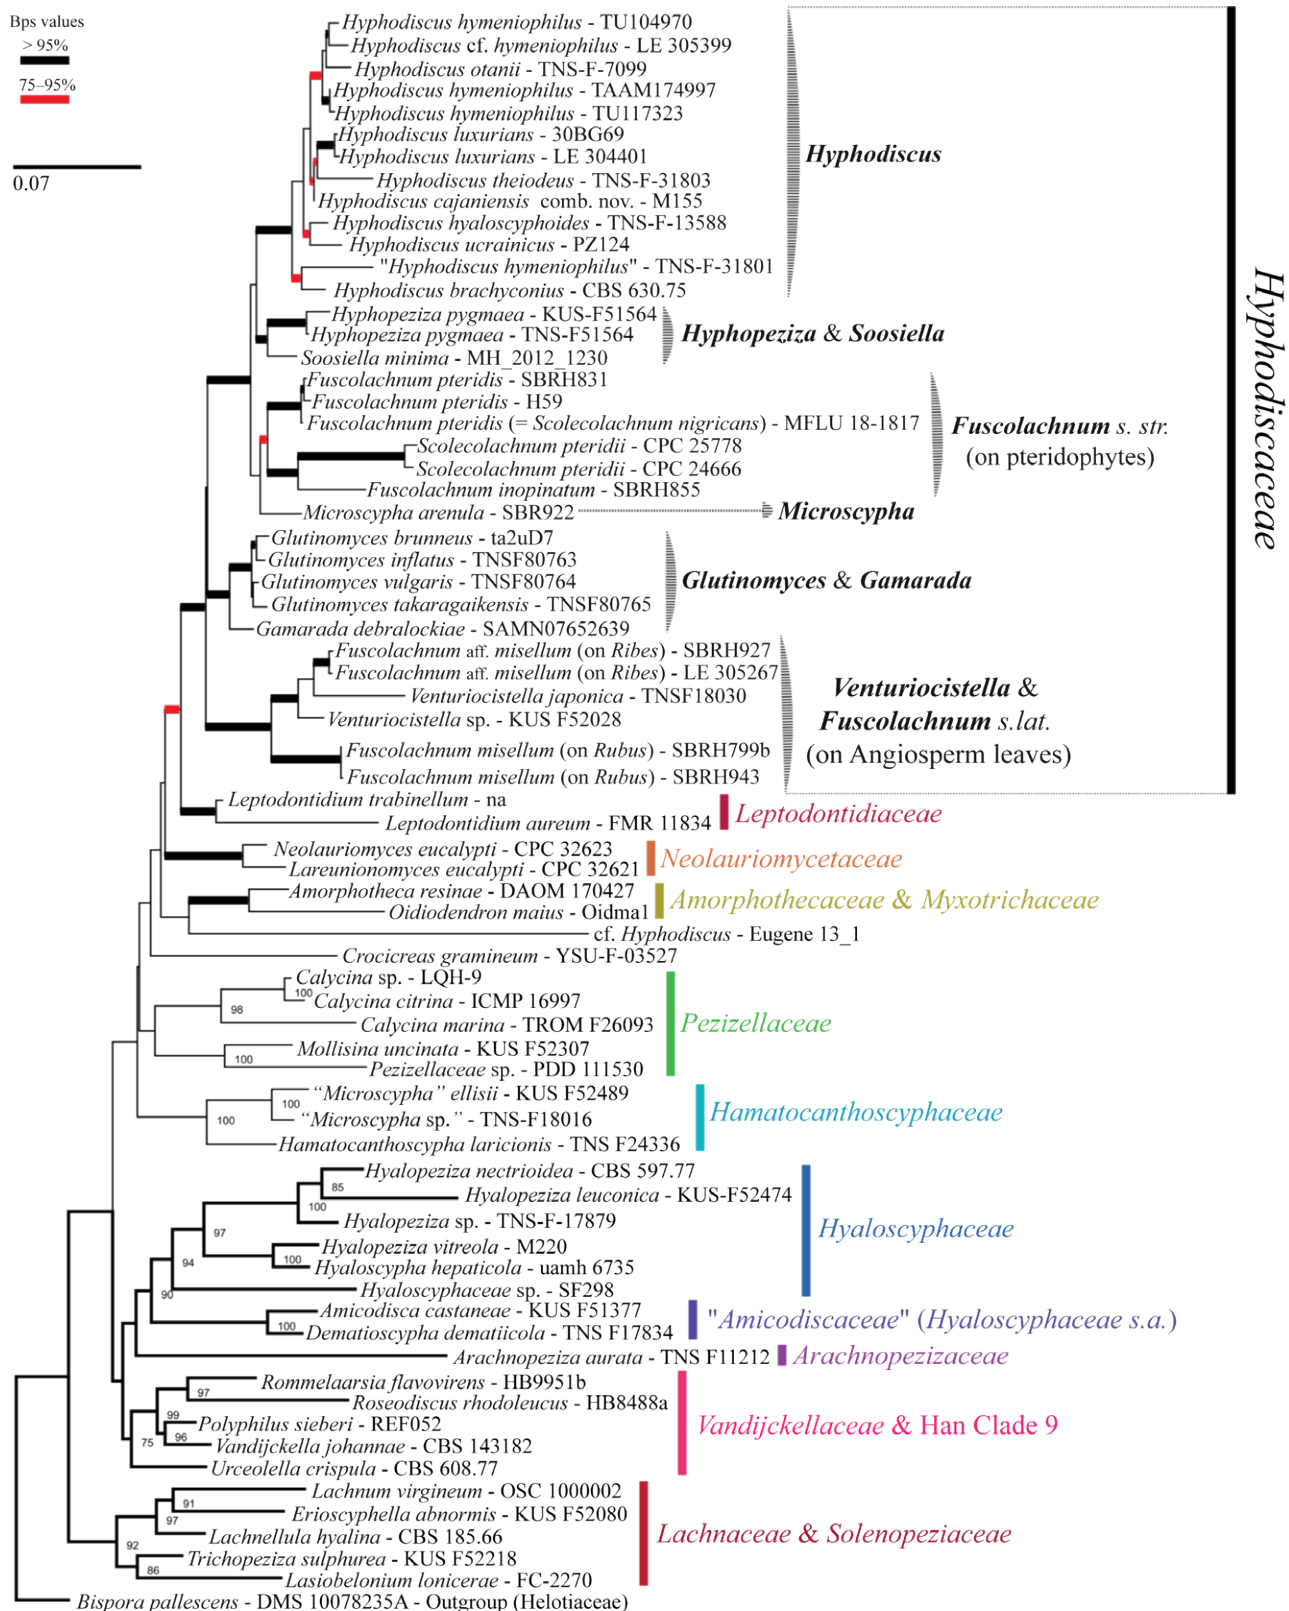 Bps values
> 95%
75–95%
0.07
Hyphodiscus hymeniophilus - TU104970
Hyphodiscus cf. hymeniophilus - LE 305399
Hyphodiscus otanii - TNS-F-7099
Hyphodiscus hymeniophilus - TAAM174997
Hyphodiscus hymeniophilus - TU117323
Hyphodiscus luxurians - 30BG69
Hyphodiscus luxurians - LE 304401
Hyphodiscus theiodeus - TNS-F-31803
Hyphodiscus cajaniensis comb. nov. - M155
Hyphodiscus hyaloscyphoides - TNS-F-13588
Hyphodiscus ucrainicus - PZ124
"Hyphodiscus hymeniophilus" - TNS-F-31801
Hyphodiscus brachyconius - CBS 630.75
Hyphodiscus
Hyphopeziza pygmaea - KUS-F51564
Hyphopeziza pygmaea - TNS-F51564
Soosiella minima - MH_2012_1230
Hyphopeziza & Soosiella
Fuscolachnum pteridis - SBRH831
Fuscolachnum pteridis - H59
Fuscolachnum pteridis (= Scolecolachnum nigricans) - MFLU 18-1817
Scolecolachnum pteridii - CPC 25778
Scolecolachnum pteridii - CPC 24666
Fuscolachnum inopinatum - SBRH855
Fuscolachnum s. str.
(on pteridophytes)
Microscypha arenula - SBR922
Microscypha
Glutinomyces brunneus - ta2uD7
Glutinomyces inflatus - TNSF80763
Glutinomyces vulgaris - TNSF80764
Glutinomyces takaragaikensis - TNSF80765
Gamarada debralockiae - SAMN07652639
Glutinomyces & Gamarada
Fuscolachnum aff. misellum (on Ribes) - SBRH927
Fuscolachnum aff. misellum (on Ribes) - LE 305267
Venturiocistella japonica - TNSF18030
Venturiocistella sp. - KUS F52028
Fuscolachnum misellum (on Rubus) - SBRH799b
Fuscolachnum misellum (on Rubus) - SBRH943
Venturiocistella &
Fuscolachnum s.lat.
(on Angiosperm leaves)
Hyphodiscaceae
Leptodontidium trabinellum - na
Leptodontidium aureum - FMR 11834
Leptodontidiaceae
Neolauriomyces eucalypti - CPC 32623
Lareunionomyces eucalypti - CPC 32621
Neolauriomycetaceae
Amorphotheca resinae - DAOM 170427
Oidiodendron maius - Oidma1
Amorphothecaceae & Myxotrichaceae
cf. Hyphodiscus - Eugene 13_1
Crocicreas gramineum - YSU-F-03527
Calycina sp. - LQH-9
100
Calycina citrina - ICMP 16997
98
Calycina marina - TROM F26093
Mollisina uncinata - KUS F52307
100
Pezizellaceae sp. - PDD 111530
Pezizellaceae
“Microscypha” ellisii - KUS F52489
100
“Microscypha sp.” - TNS-F18016
100
Hamatocanthoscypha laricionis - TNS F24336
Hamatocanthoscyphaceae
Hyalopeziza nectrioidea - CBS 597.77
85
Hyalopeziza leuconica - KUS-F52474
100
Hyalopeziza sp. - TNS-F-17879
97
Hyalopeziza vitreola - M220
100
Hyaloscypha hepaticola - uamh 6735
94
Hyaloscyphaceae sp. - SF298
90
Hyaloscyphaceae
Amicodisca castaneae - KUS F51377
100
Dematioscypha dematiicola - TNS F17834
"Amicodiscaceae" (Hyaloscyphaceae s.a.)
Arachnopeziza aurata - TNS F11212
Arachnopezizaceae
Rommelaarsia flavovirens - HB9951b
97
Roseodiscus rhodoleucus - HB8488a
99
Polyphilus sieberi - REF052
96
75
Vandijckella johannae - CBS 143182
Urceolella crispula - CBS 608.77
Vandijckellaceae & Han Clade 9
Lachnum virgineum - OSC 1000002
91
Erioscyphella abnormis - KUS F52080
97
Lachnellula hyalina - CBS 185.66
92
Trichopeziza sulphurea - KUS F52218
86
Lasiobelonium lonicerae - FC-2270
Lachnaceae & Solenopeziaceae
Bispora pallescens - DMS 10078235A - Outgroup (Helotiaceae)